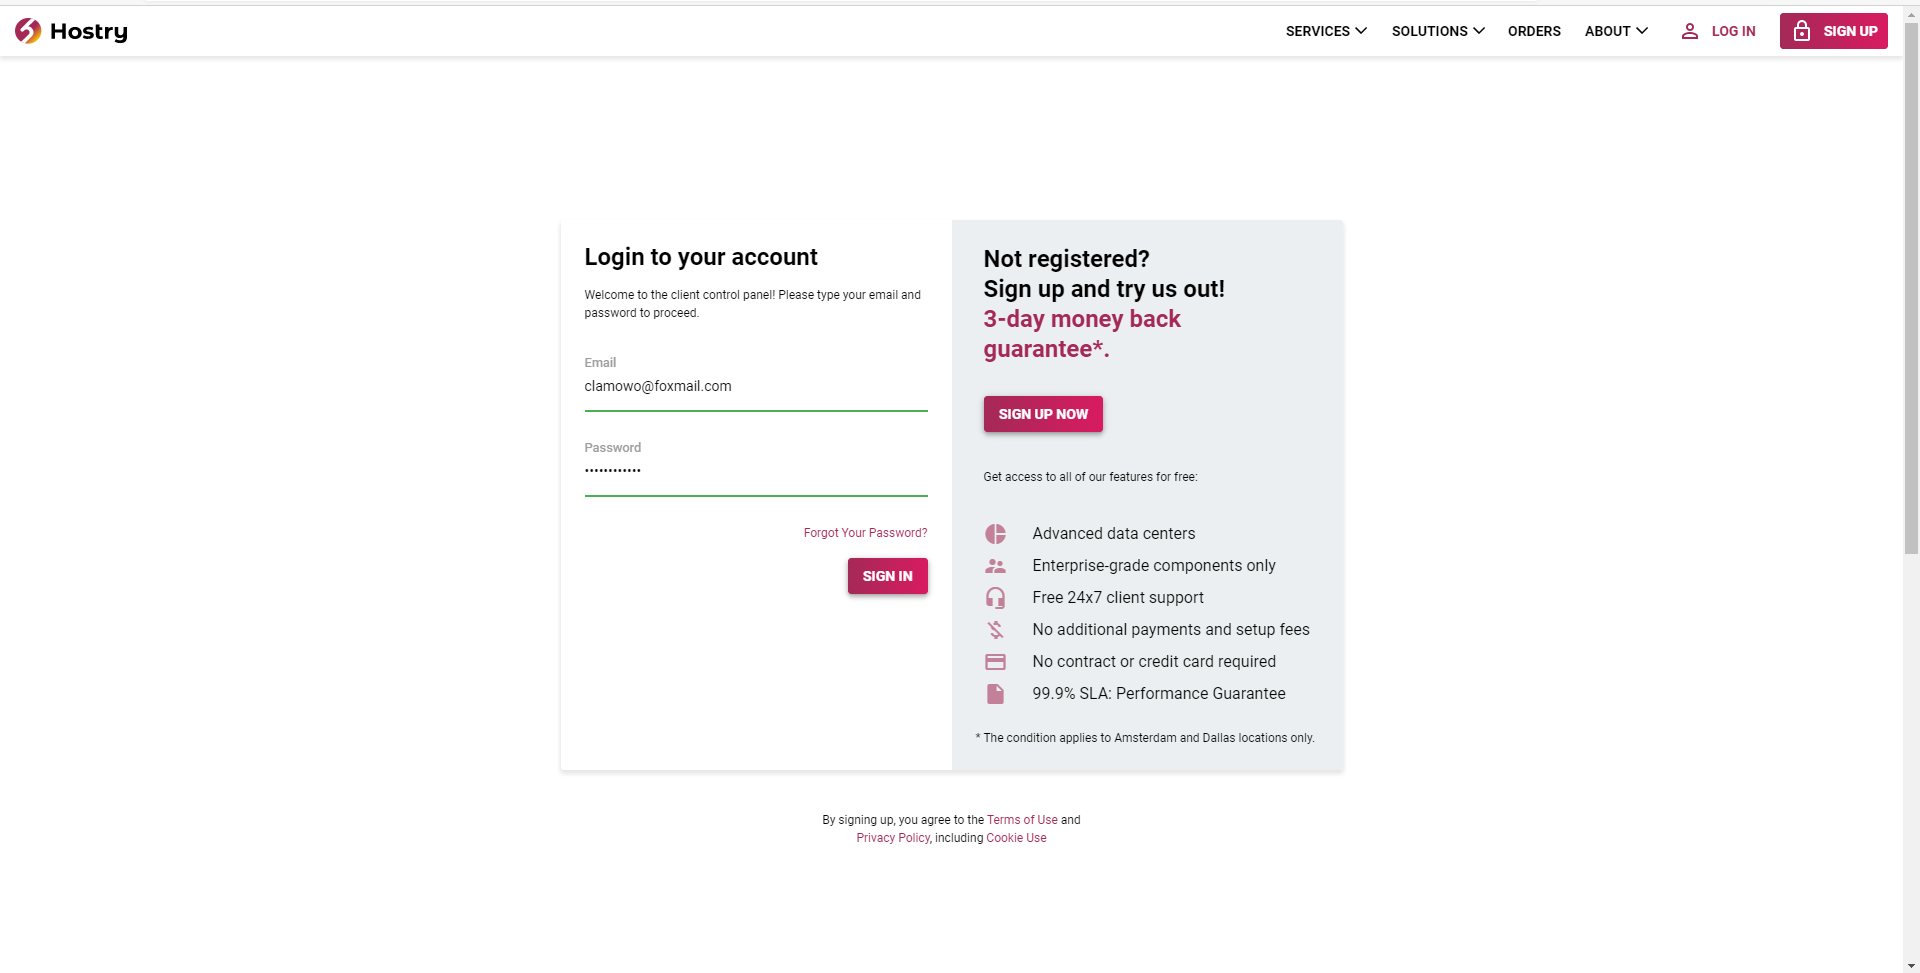 Hostry
SERVICES
SOLUTIONS
ORDERS
ABOUT
LOG IN
SIGN UP
Login to your account
Welcome to the client control panel! Please type your email and
password to proceed.
Email
clamowo@foxmail.com
Password
••••••••••••
Forgot Your Password?
SIGN IN
Not registered?
Sign up and try us out!
3-day money back
guarantee*.
SIGN UP NOW
Get access to all of our features for free:
Advanced data centers
Enterprise-grade components only
Free 24x7 client support
No additional payments and setup fees
No contract or credit card required
99.9% SLA: Performance Guarantee
* The condition applies to Amsterdam and Dallas locations only.
By signing up, you agree to the Terms of Use and
Privacy Policy, including Cookie Use